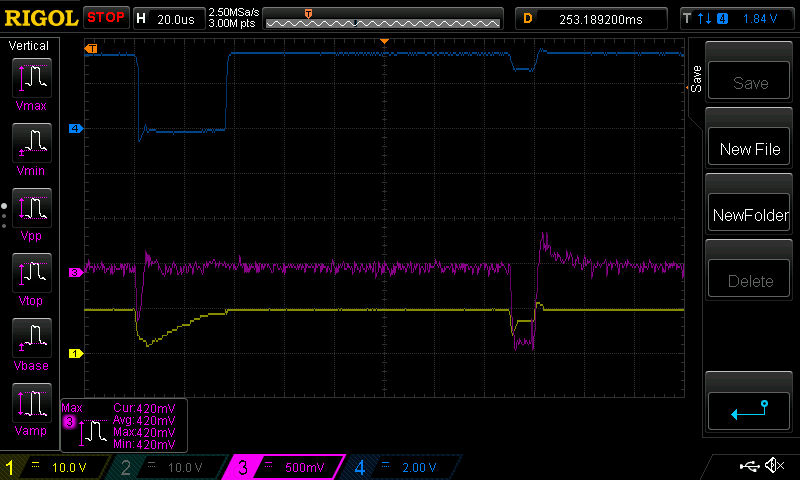 RIGOL STOP H 20.0us 2.50MSa/s 3.00M pts T D 253.189200ms T 4 1.84 V
Vertical
Vmax
Vmin
Vpp
Vtop
Vbase
Vamp
T
4
3
1
Max
3
Cur:420mV
Avg:420mV
Max:420mV
Min:420mV
Save
Save
New File
NewFolder
Delete
1 10.0 V 2 10.0 V 3 500mV 4 2.00 V